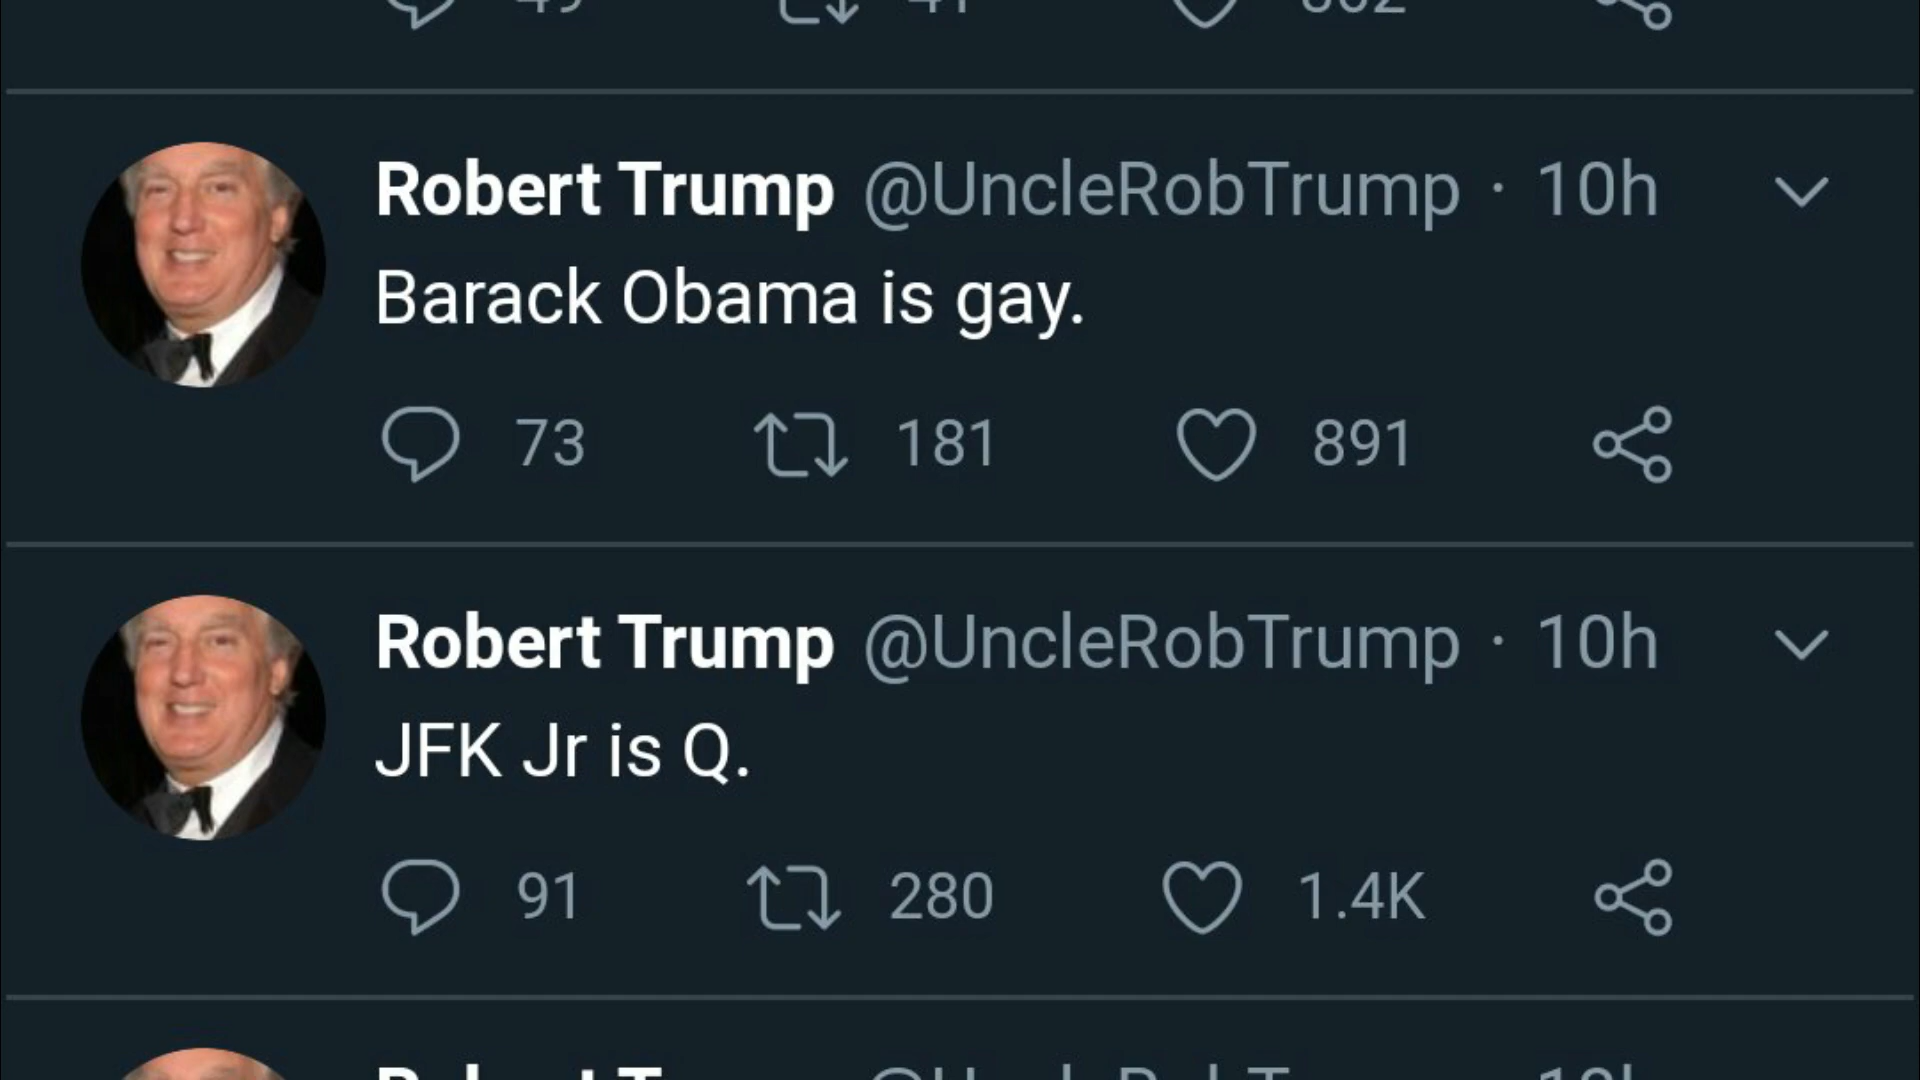 Robert Trump @UncleRobTrump · 10h
Barack Obama is gay.
73 181 891
Robert Trump @UncleRobTrump · 10h
JFK Jr is Q.
91 280 1.4K